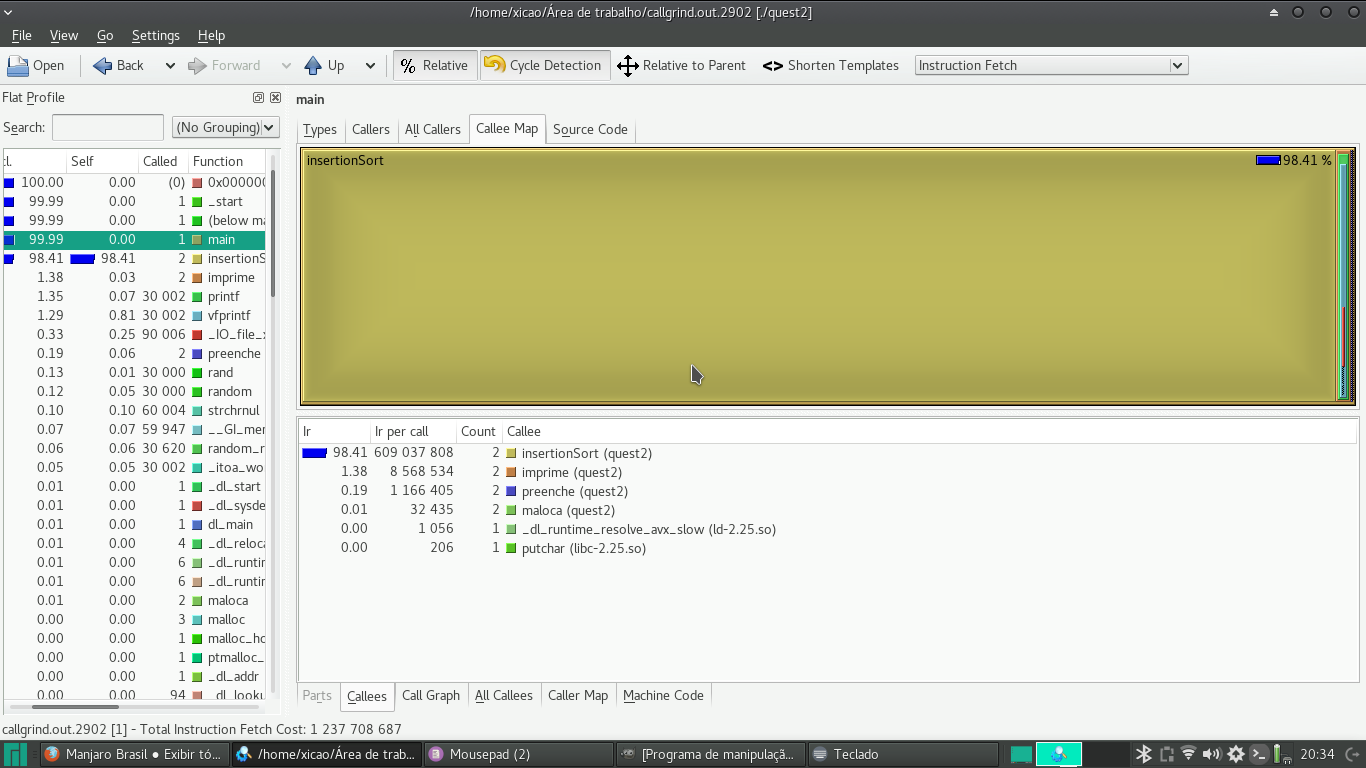 /home/xicao/Área de trabalho/callgrind.out.2902 [./quest2]
File View Go Settings Help
Open Back Forward Up % Relative Cycle Detection Relative to Parent <> Shorten Templates Instruction Fetch
Flat Profile
Search: (No Grouping)
cl. Self Called Function
100.00 0.00 (0) 0x000000
99.99 0.00 1 _start
99.99 0.00 1 (below ma
99.99 0.00 1 main
98.41 98.41 2 insertionS
1.38 0.03 2 imprime
1.35 0.07 30 002 printf
1.29 0.81 30 002 vfprintf
0.33 0.25 90 006 _IO_file_x
0.19 0.06 2 preenche
0.13 0.01 30 000 rand
0.12 0.05 30 000 random
0.10 0.10 60 004 strchrnul
0.07 0.07 59 947 __GI_mem
0.06 0.06 30 620 random_r
0.05 0.05 30 002 _itoa_wo
0.01 0.00 1 _dl_start
0.01 0.00 1 _dl_sysde
0.01 0.00 1 dl_main
0.01 0.00 4 _dl_reloca
0.01 0.00 6 _dl_runtin
0.01 0.00 6 _dl_runtin
0.01 0.00 2 maloca
0.00 0.00 3 malloc
0.00 0.00 1 malloc_ho
0.00 0.00 1 ptmalloc_
0.00 0.00 1 _dl_addr
0.00 0.00 94 _dl_looku
main
Types Callers All Callers Callee Map Source Code
insertionSort 98.41 %
Ir Ir per call Count Callee
98.41 609 037 808 2 insertionSort (quest2)
1.38 8 568 534 2 imprime (quest2)
0.19 1 166 405 2 preenche (quest2)
0.01 32 435 2 maloca (quest2)
0.00 1 056 1 _dl_runtime_resolve_avx_slow (ld-2.25.so)
0.00 206 1 putchar (libc-2.25.so)
Parts Callees Call Graph All Callees Caller Map Machine Code
callgrind.out.2902 [1] - Total Instruction Fetch Cost: 1 237 708 687
Manjaro Brasil • Exibir tó... /home/xicao/Área de trab... Mousepad (2) [Programa de manipulaçã... Teclado 20:34